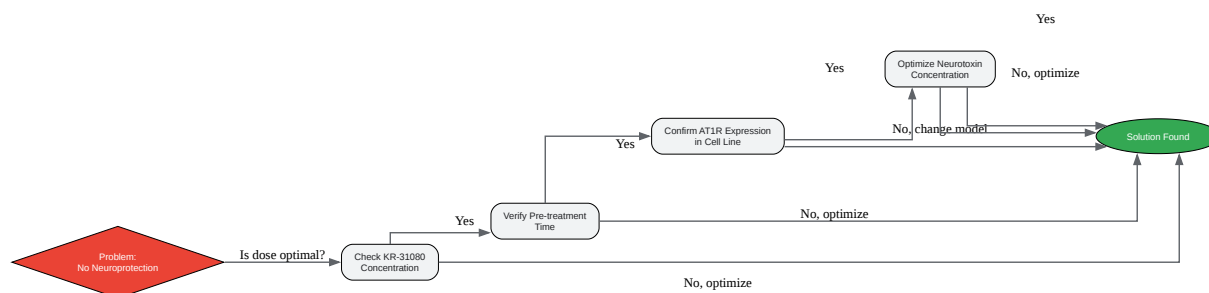 Yes
Yes
Optimize Neurotoxin
Concentration
No, optimize
Confirm AT1R Expression
in Cell Line
No, change model
Solution Found
Yes
Verify Pre-treatment
Time
Yes
No, optimize
Problem:
No Neuroprotection
Is dose optimal?
Check KR-31080
Concentration
No, optimize